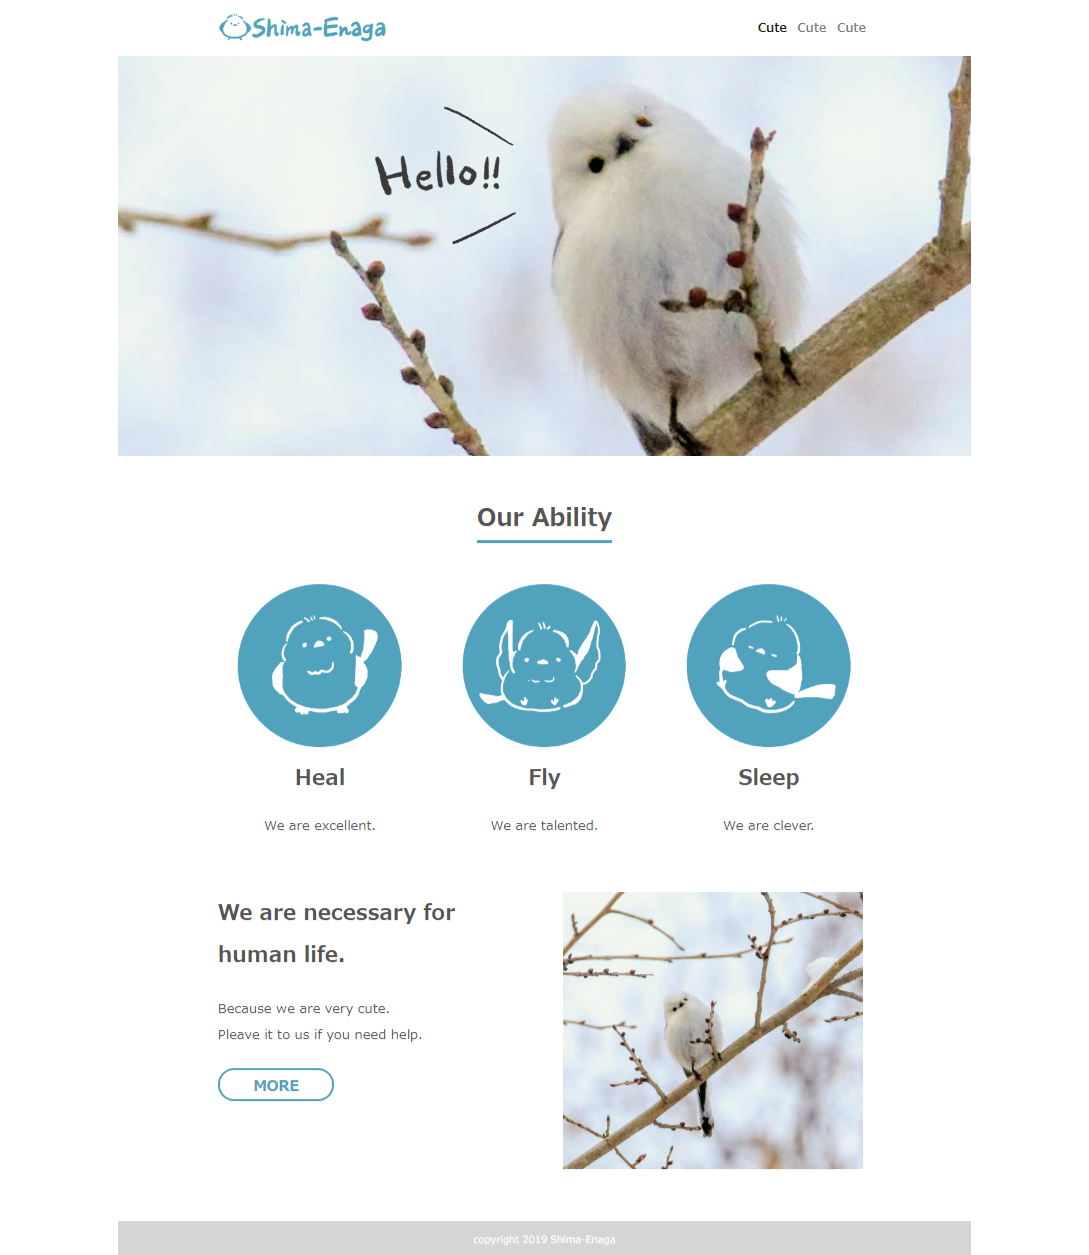 Shima-Enaga
Cute Cute Cute
Hello!!
Our Ability
Heal
Fly
Sleep
We are excellent.
We are talented.
We are clever.
We are necessary for
human life.
Because we are very cute.
Pleave it to us if you need help.
MORE
copyright 2019 Shima-Enaga